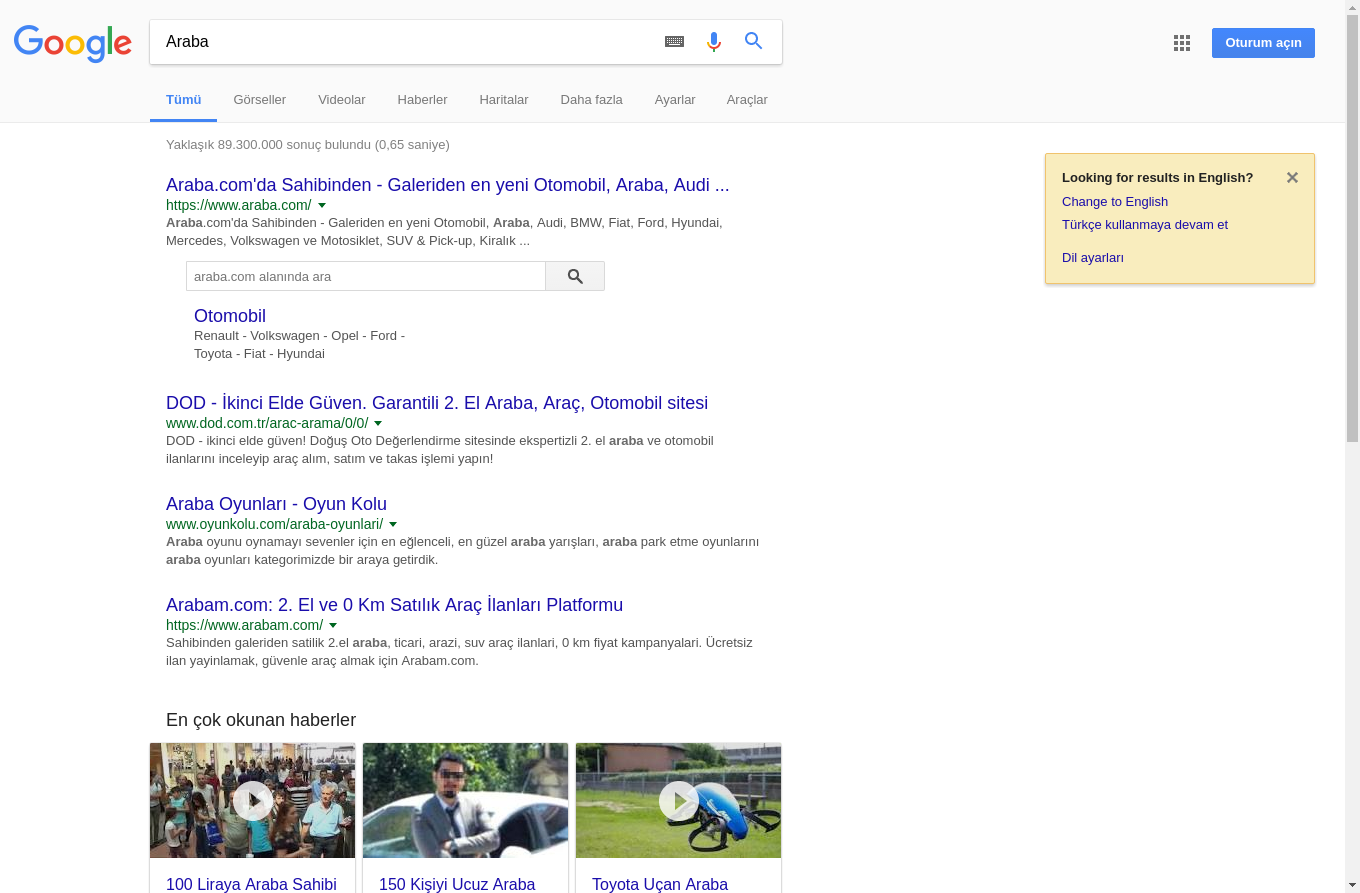 Google
Araba
Oturum açın
Tümü Görseller Videolar Haberler Haritalar Daha fazla Ayarlar Araçlar
Yaklaşık 89.300.000 sonuç bulundu (0,65 saniye)
Looking for results in English?
Change to English
Türkçe kullanmaya devam et
Dil ayarları
Araba.com'da Sahibinden - Galeriden en yeni Otomobil, Araba, Audi ...
https://www.araba.com/
Araba.com'da Sahibinden - Galeriden en yeni Otomobil, Araba, Audi, BMW, Fiat, Ford, Hyundai,
Mercedes, Volkswagen ve Motosiklet, SUV & Pick-up, Kiralık ...
araba.com alanında ara
Otomobil
Renault - Volkswagen - Opel - Ford -
Toyota - Fiat - Hyundai
DOD - İkinci Elde Güven. Garantili 2. El Araba, Araç, Otomobil sitesi
www.dod.com.tr/arac-arama/0/0/
DOD - ikinci elde güven! Doğuş Oto Değerlendirme sitesinde ekspertizli 2. el araba ve otomobil
ilanlarını inceleyip araç alım, satım ve takas işlemi yapın!
Araba Oyunları - Oyun Kolu
www.oyunkolu.com/araba-oyunlari/
Araba oyunu oynamayı sevenler için en eğlenceli, en güzel araba yarışları, araba park etme oyunlarını
araba oyunları kategorimizde bir araya getirdik.
Arabam.com: 2. El ve 0 Km Satılık Araç İlanları Platformu
https://www.arabam.com/
Sahibinden galeriden satilik 2.el araba, ticari, arazi, suv araç ilanlari, 0 km fiyat kampanyalari. Ücretsiz
ilan yayinlamak, güvenle araç almak için Arabam.com.
En çok okunan haberler
100 Liraya Araba Sahibi
150 Kişiyi Ucuz Araba
Toyota Uçan Araba